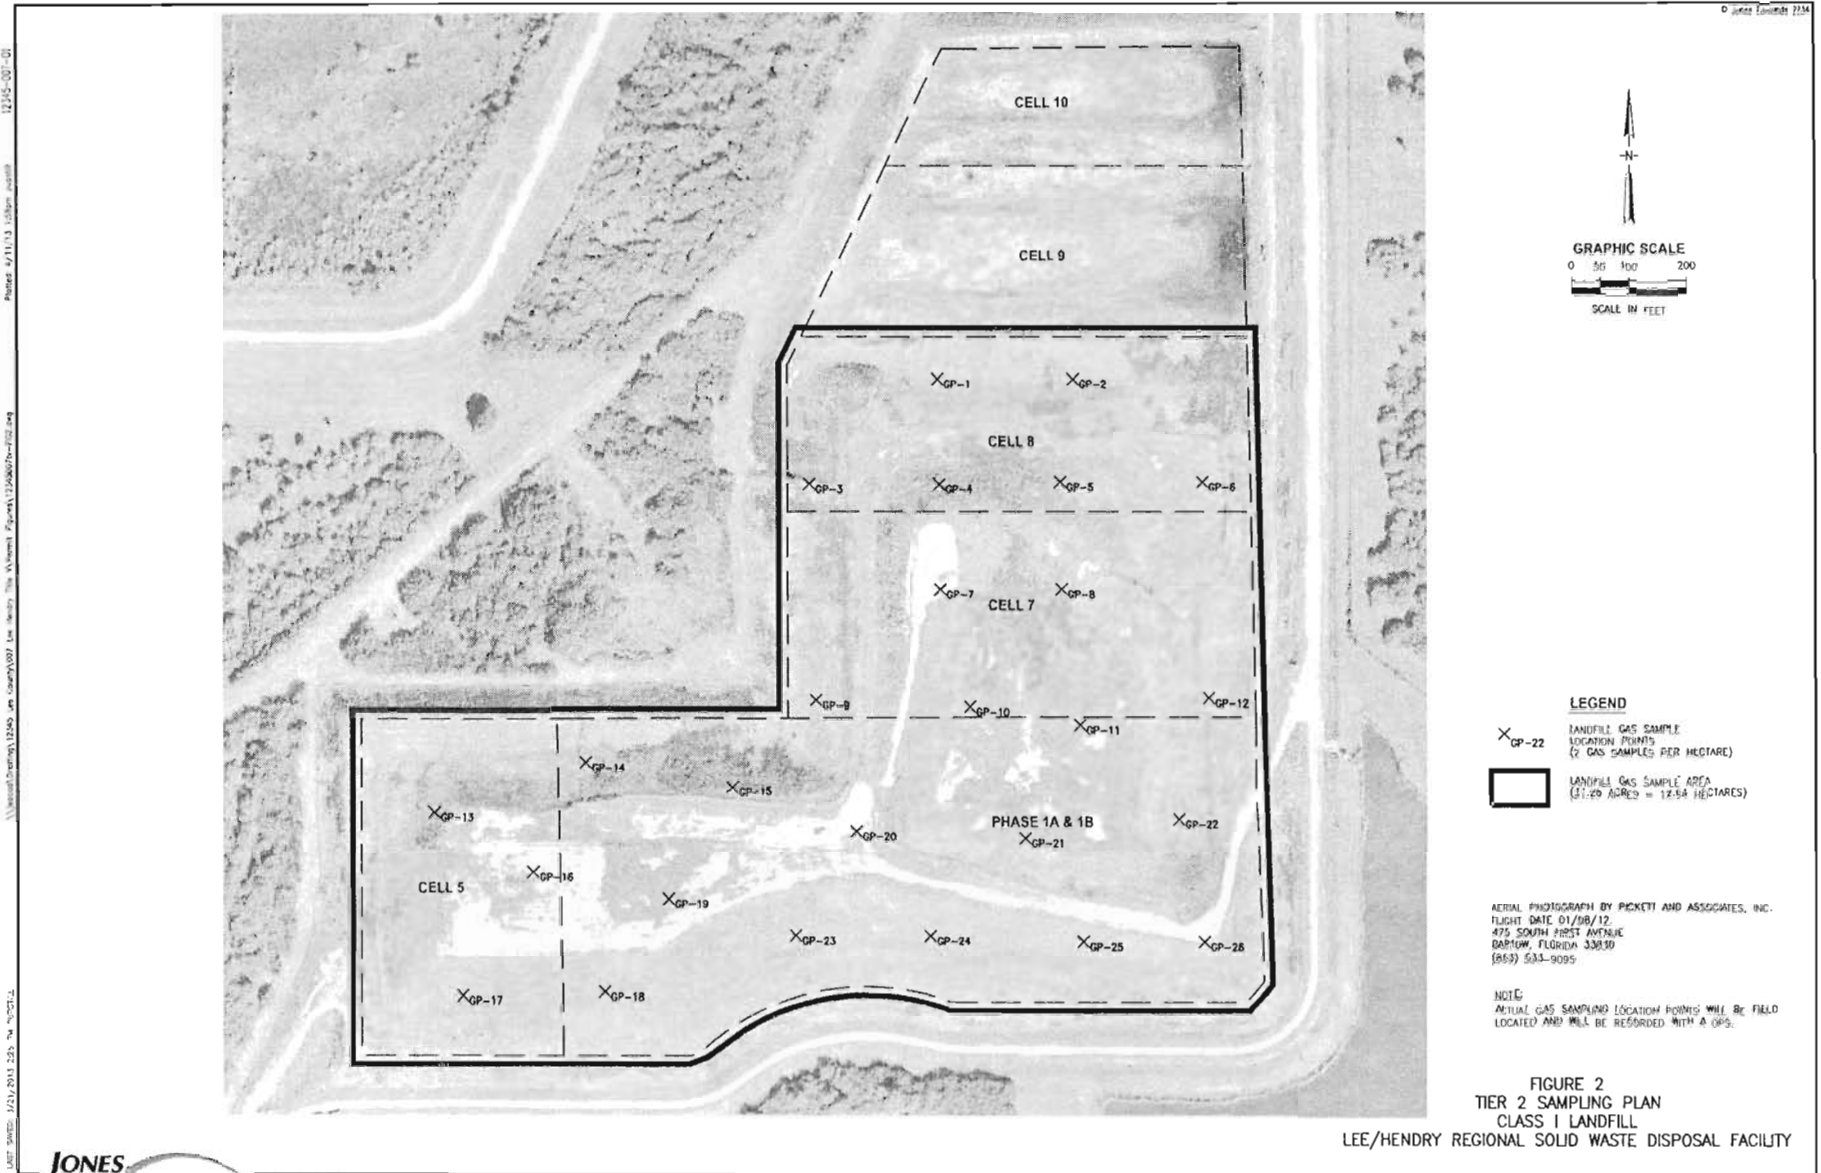 12345-007-01
CELL 10
CELL 9
-N-
GRAPHIC SCALE
0 50 100 200
SCALE IN FEET
GP-1
GP-2
CELL 8
GP-3
GP-4
GP-5
GP-6
GP-7
GP-8
CELL 7
GP-9
GP-10
GP-11
GP-12
GP-14
GP-15
GP-13
PHASE 1A & 1B
GP-20
GP-21
GP-22
CELL 5
GP-16
GP-19
GP-23
GP-24
GP-25
GP-26
GP-17
GP-18
LEGEND
GP-22
LANDFILL GAS SAMPLE
LOCATION POINTS
(2 GAS SAMPLES PER HECTARE)
LANDFILL GAS SAMPLE AREA
ACRES = HECTARES)
AERIAL PHOTOGRAPH BY PICKETT AND ASSOCIATES, INC.
FLIGHT DATE 01/08/12
475 SOUTH FIRST AVENUE
BARTOW, FLORIDA
NOTE:
ACTUAL GAS SAMPLING LOCATION POINTS WILL BE FIELD
LOCATED AND WILL BE RECORDED WITH A GPS.
FIGURE 2
TIER 2 SAMPLING PLAN
CLASS I LANDFILL
LEE/HENDRY REGIONAL SOLID WASTE DISPOSAL FACILITY
JONES